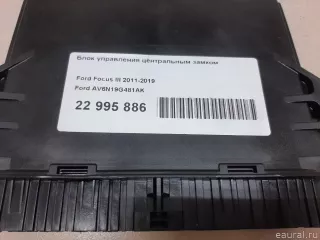 Блок управления центральным замком
Ford Focus III 2011-2019
Ford AV6N19G481AK
22 995 886
eaural.ru